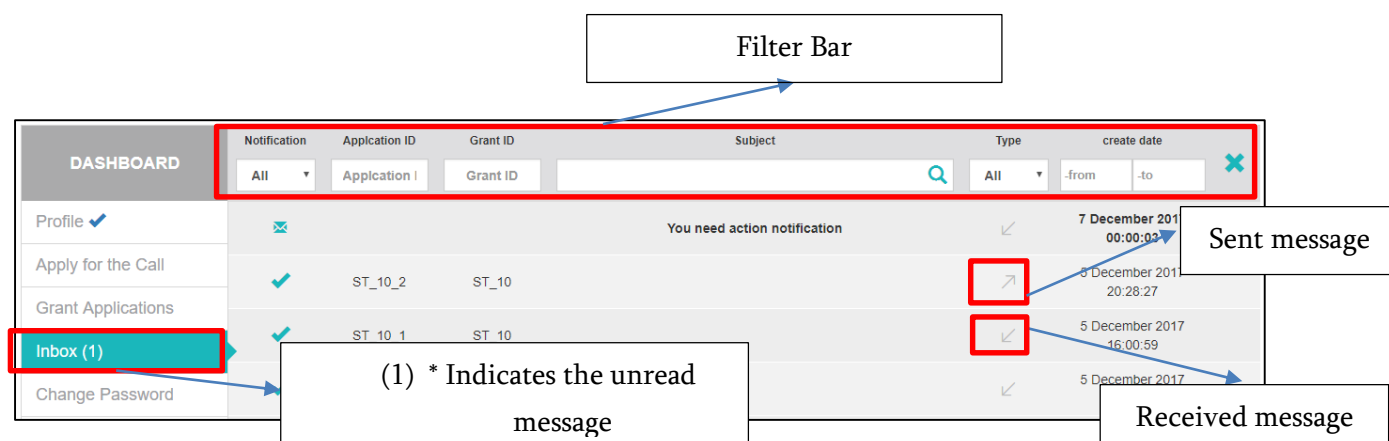 Filter Bar
DASHBOARD
Notification Applcation ID Grant ID Subject Type create date
All Applcation I Grant ID All -from -to
Profile
You need action notification 7 December 201
00:00:03
Sent message
Apply for the Call
ST_10_2 ST_10 5 December 2017
20:28:27
Grant Applications
ST_10_1 ST_10 5 December 2017
16:00:59
Inbox (1)
(1) * Indicates the unread
message
5 December 2017
Change Password
Received message